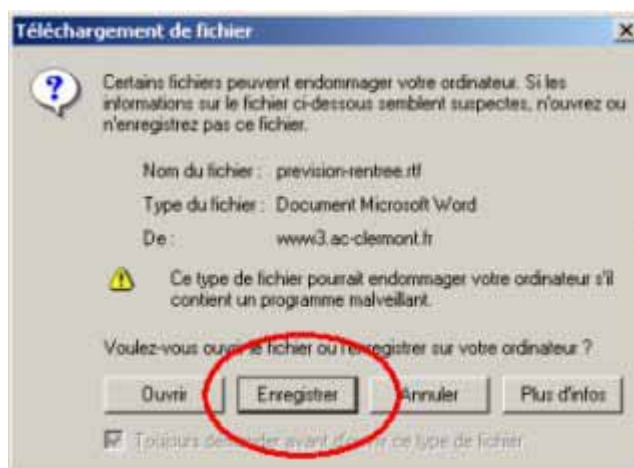 Téléchargement de fichier
Certains fichiers peuvent endommager votre ordinateur. Si les
informations sur le fichier ci-dessous semblent suspectes, n'ouvrez ou
n'enregistrez pas ce fichier.
Nom du fichier : prevision-rentree.rtf
Type du fichier : Document Microsoft Word
De : www3.ac-clermont.fr
Ce type de fichier pourrait endommager votre ordinateur s'il
contient un programme malveillant.
Voulez-vous ouvrir le fichier ou l'enregistrer sur votre ordinateur ?
Ouvrir Enregistrer Annuler Plus d'infos
Toujours demander avant d'ouvrir ce type de fichier